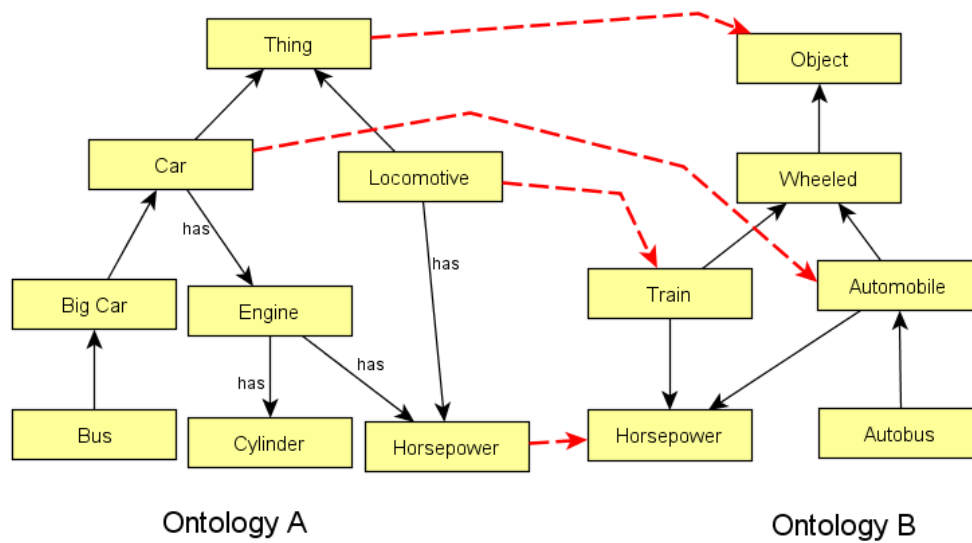 Thing
Object
Car
Locomotive
Wheeled
has
has
Big Car
Engine
Train
Automobile
has
has
Bus
Cylinder
Horsepower
Horsepower
Autobus
Ontology A
Ontology B